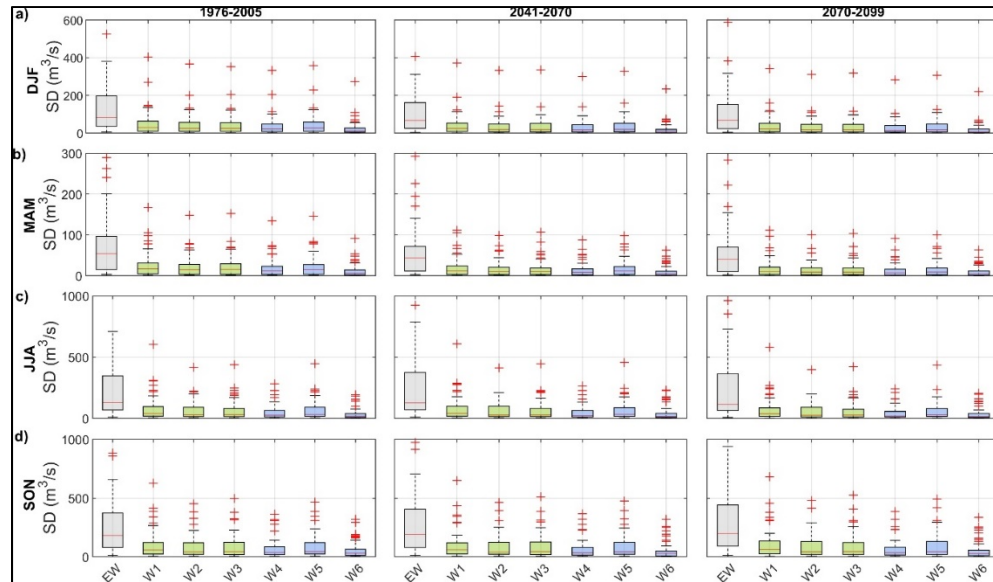 1976-2005 2041-2070 2070-2099
a)
DJF
SD (m³/s)
600
400
200
0
b)
MAM
SD (m³/s)
300
200
100
0
c)
JJA
SD (m³/s)
1000
500
0
d)
SON
SD (m³/s)
1000
500
0
EW W1 W2 W3 W4 W5 W6 EW W1 W2 W3 W4 W5 W6 EW W1 W2 W3 W4 W5 W6